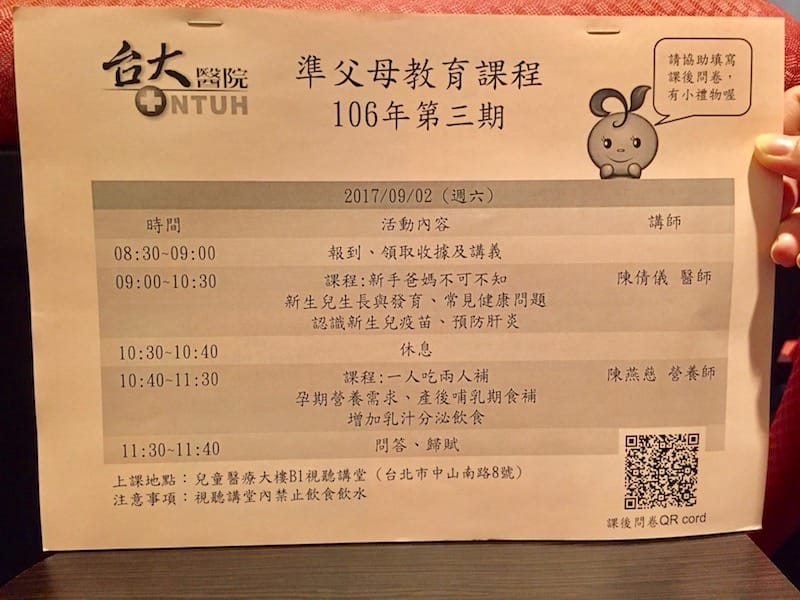 台大醫院
NTUH
準父母教育課程
106年第三期
請協助填寫
課後問卷，
有小禮物喔
2017/09/02 (週六)
時間 活動內容 講師
08:30~09:00 報到、領取收據及講義
09:00~10:30 課程:新手爸媽不可不知 陳倩儀 醫師
新生兒生長與發育、常見健康問題
認識新生兒疫苗、預防肝炎
10:30~10:40 休息
10:40~11:30 課程:一人吃兩人補 陳燕慈 營養師
孕期營養需求、產後哺乳期食補
增加乳汁分泌飲食
11:30~11:40 問答、歸賦
上課地點：兒童醫療大樓B1視聽講堂（台北市中山南路8號）
注意事項：視聽講堂內禁止飲食飲水
課後問卷QR cord